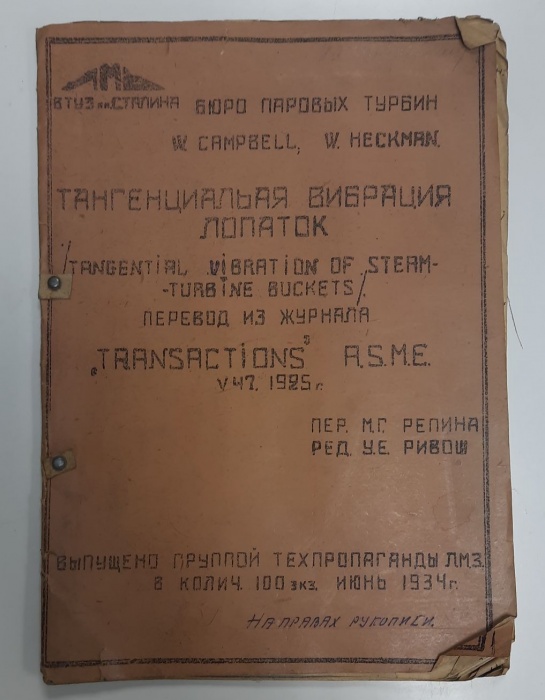 ЛМЗ
ВТУЗ им. СТАЛИНА
БЮРО ПАРОВЫХ ТУРБИН
W. CAMPBELL, W. HECKMAN.
ТАНГЕНЦИАЛЬАЯ ВИБРАЦИЯ
ЛОПАТОК
/TANGENTIAL VIBRATION OF STEAM-
-TURBINE BUCKETS/.
ПЕРЕВОД ИЗ ЖУРНАЛА
„TRANSACTIONS" A.S.M.E.
V 47. 1925 г.
ПЕР. М.Г. РЕПИНА
РЕД. У.Е. РИВОШ
ВЫПУЩЕНО ГРУППОЙ ТЕХПРОПАГАНДЫ ЛМЗ.
В КОЛИЧ. 100 экз. ИЮНЬ 1934 г.
НА ПРАВАХ РУКОПИСИ.